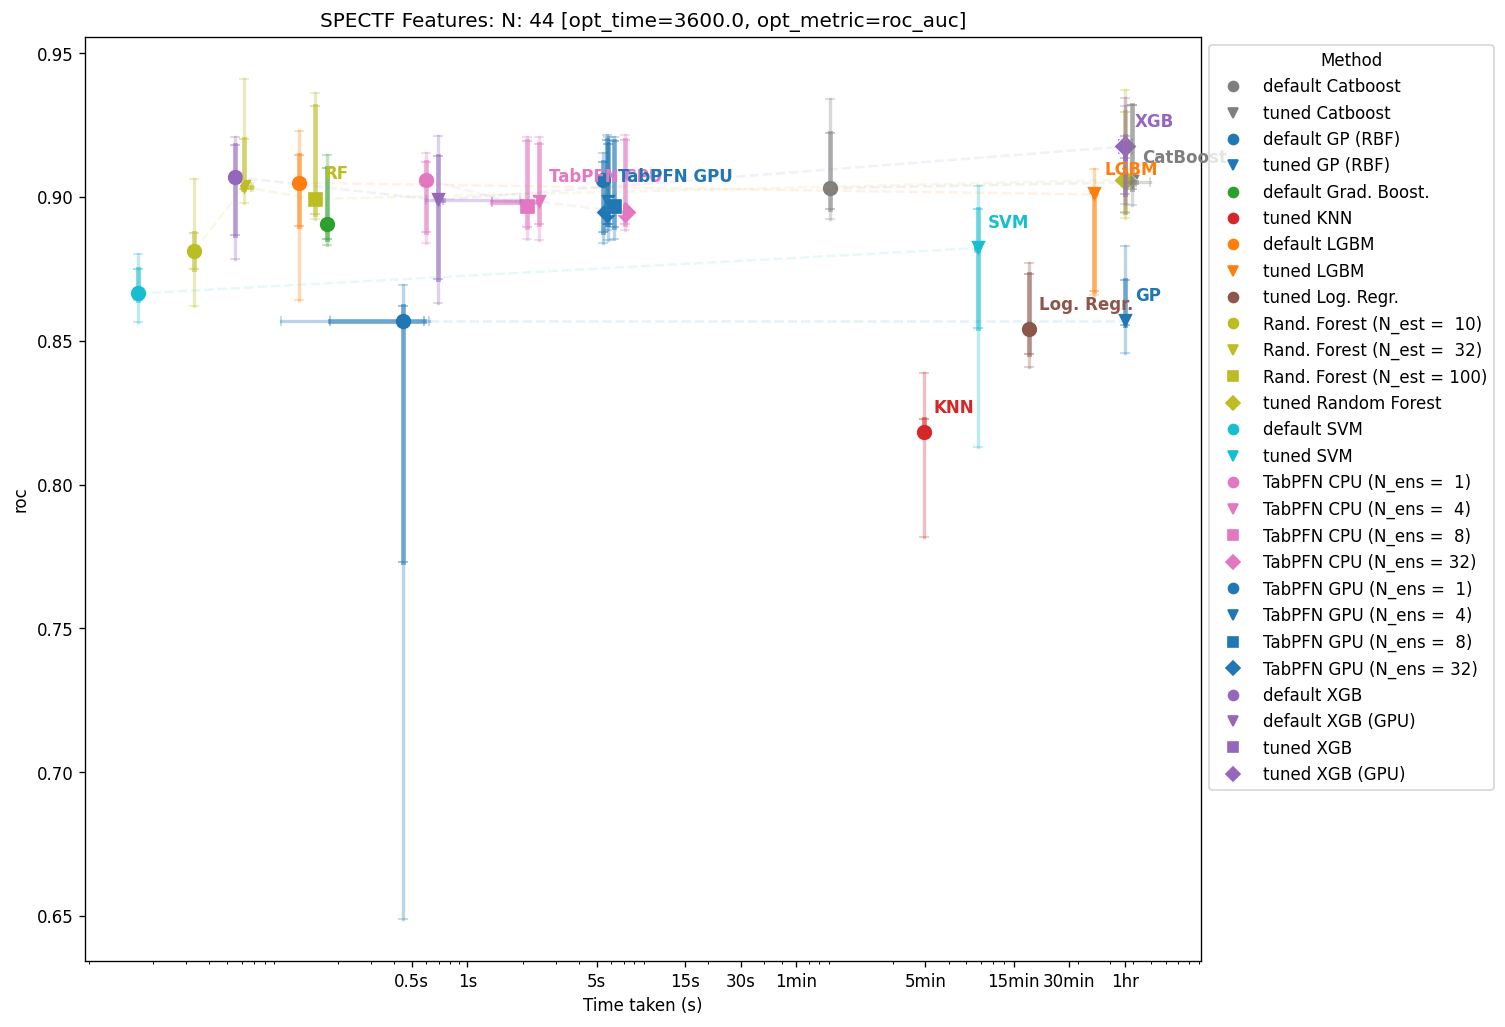 SPECTF Features: N: 44 [opt_time=3600.0, opt_metric=roc_auc]
0.95
0.90
0.85
0.80
0.75
0.70
0.65
roc
XGB
CatBoost
LGBM
RF
TabPFN
TabPFN GPU
SVM
GP
Log. Regr.
KNN
0.5s
1s
5s
15s
30s
1min
5min
15min
30min
1hr
Time taken (s)
Method
default Catboost
tuned Catboost
default GP (RBF)
tuned GP (RBF)
default Grad. Boost.
tuned KNN
default LGBM
tuned LGBM
tuned Log. Regr.
Rand. Forest (N_est =  10)
Rand. Forest (N_est =  32)
Rand. Forest (N_est = 100)
tuned Random Forest
default SVM
tuned SVM
TabPFN CPU (N_ens =  1)
TabPFN CPU (N_ens =  4)
TabPFN CPU (N_ens =  8)
TabPFN CPU (N_ens = 32)
TabPFN GPU (N_ens =  1)
TabPFN GPU (N_ens =  4)
TabPFN GPU (N_ens =  8)
TabPFN GPU (N_ens = 32)
default XGB
default XGB (GPU)
tuned XGB
tuned XGB (GPU)